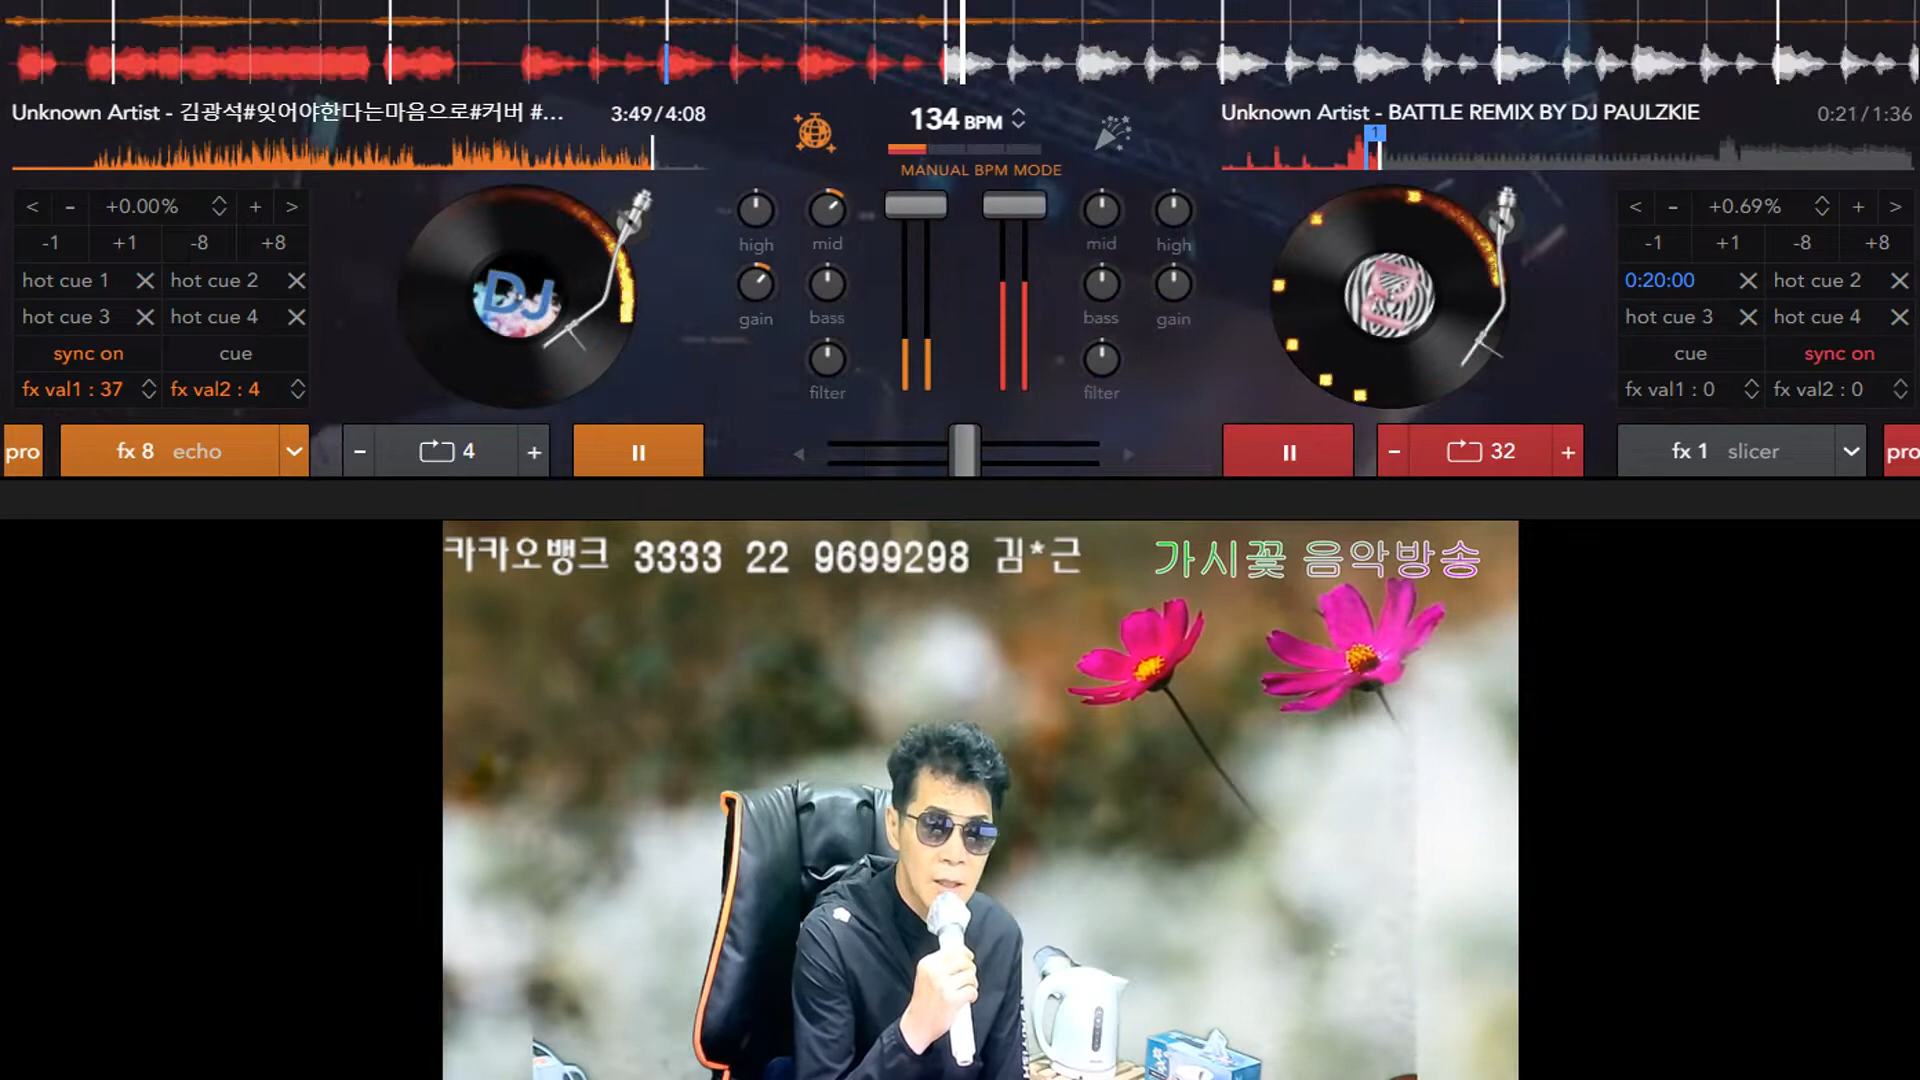 Unknown Artist - 김광석#잊어야한다는마음으로#커버 #... 3:49/4:08
134 BPM
MANUAL BPM MODE
Unknown Artist - BATTLE REMIX BY DJ PAULZKIE 0:21/1:36
1
< - +0.00% + >
-1 +1 -8 +8
hot cue 1 hot cue 2
hot cue 3 hot cue 4
sync on cue
fx val1 : 37 fx val2 : 4
DJ
high mid
gain bass
filter
mid high
bass gain
filter
< - +0.69% + >
-1 +1 -8 +8
0:20:00 hot cue 2
hot cue 3 hot cue 4
cue sync on
fx val1 : 0 fx val2 : 0
pro fx 8 echo - 4 +
- 32 + fx 1 slicer pro
카카오뱅크 3333 22 9699298 김*근
가시꽃 음악방송